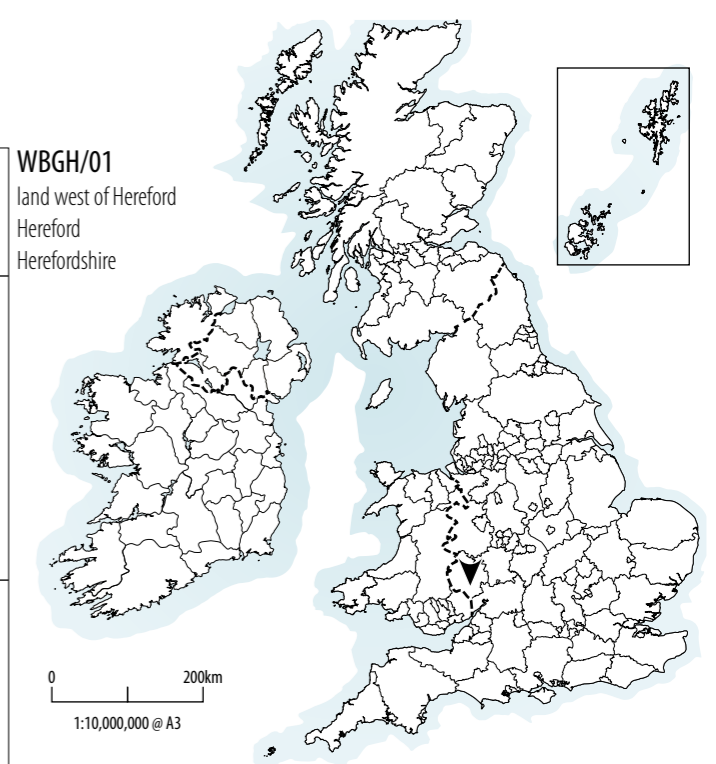 WBGH/01
land west of Hereford
Hereford
Herefordshire
0 200km
1:10,000,000 @ A3